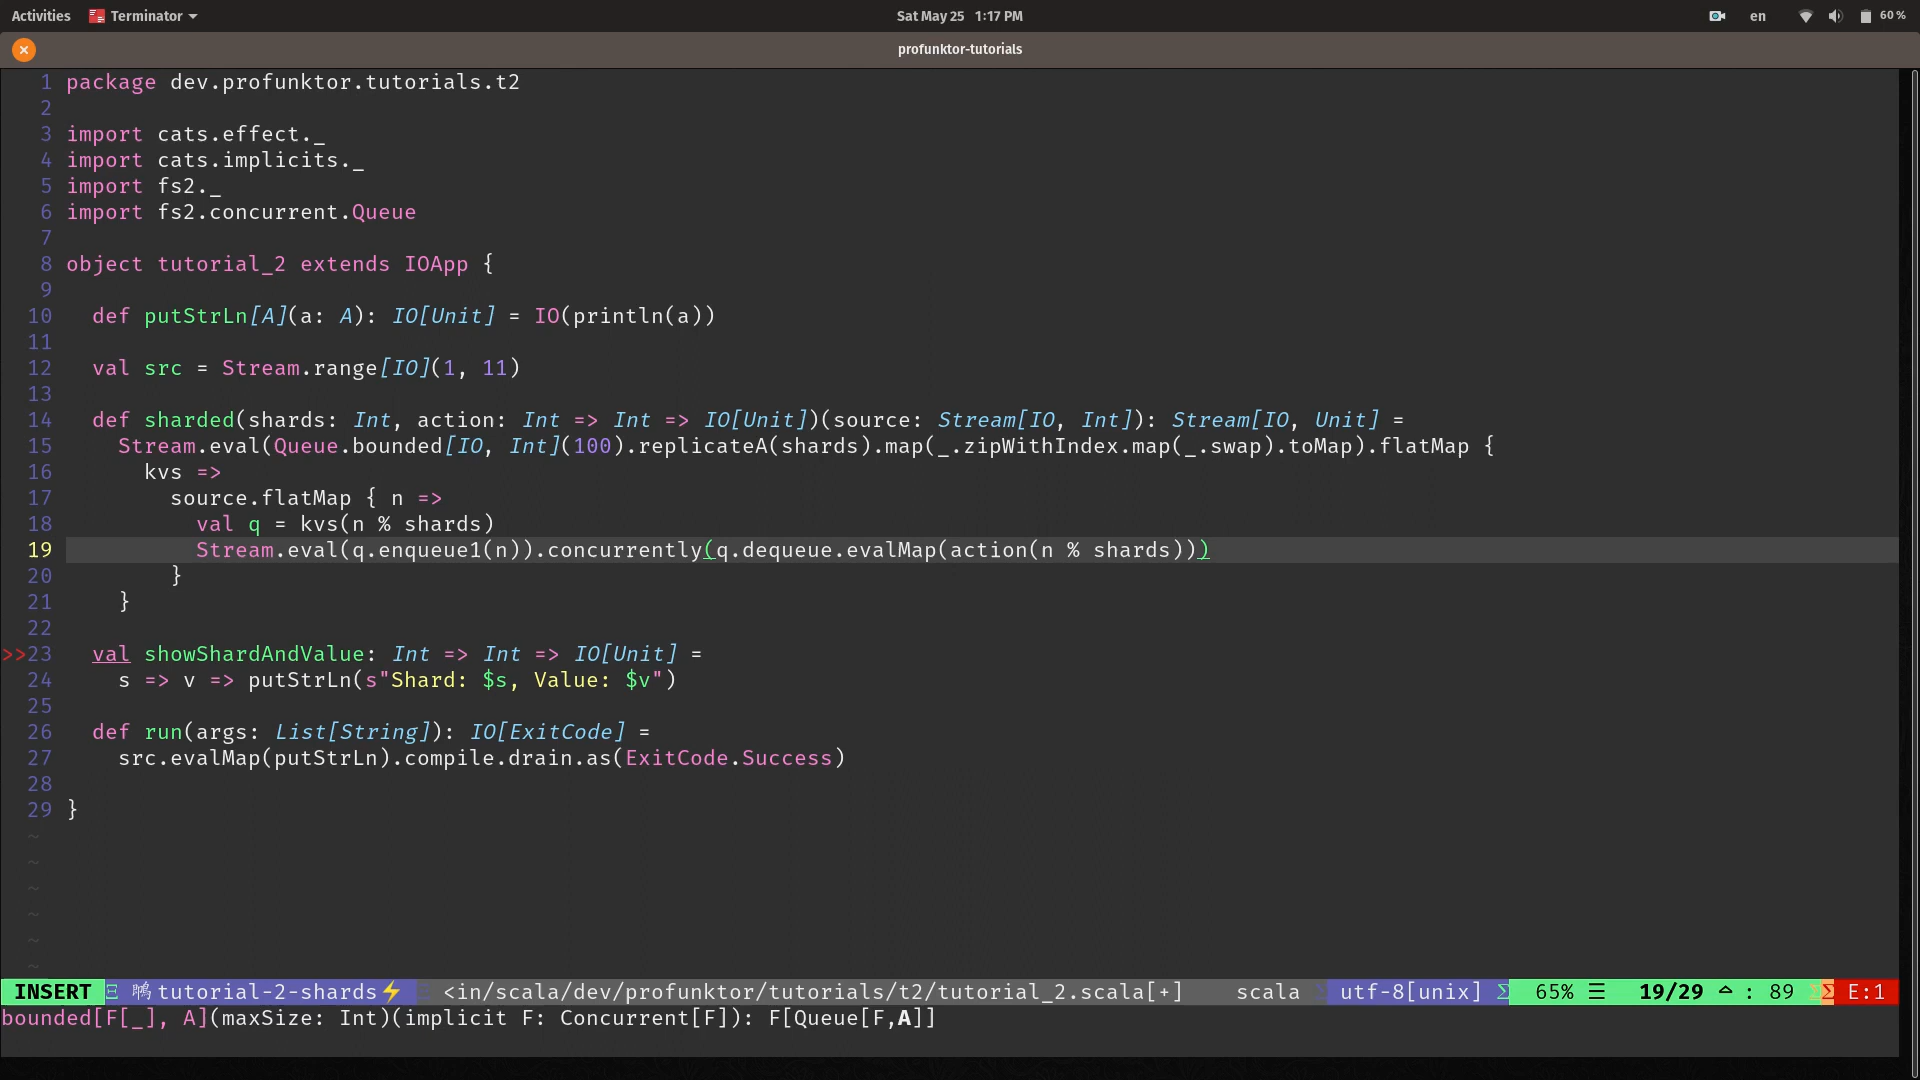 Activities Terminator Sat May 25 1:17 PM en 60 %
profunktor-tutorials
1 package dev.profunktor.tutorials.t2
2
3 import cats.effect._
4 import cats.implicits._
5 import fs2._
6 import fs2.concurrent.Queue
7
8 object tutorial_2 extends IOApp {
9
10   def putStrLn[A](a: A): IO[Unit] = IO(println(a))
11
12   val src = Stream.range[IO](1, 11)
13
14   def sharded(shards: Int, action: Int => Int => IO[Unit])(source: Stream[IO, Int]): Stream[IO, Unit] =
15     Stream.eval(Queue.bounded[IO, Int](100).replicateA(shards).map(_.zipWithIndex.map(_.swap).toMap).flatMap {
16       kvs =>
17         source.flatMap { n =>
18           val q = kvs(n % shards)
19           Stream.eval(q.enqueue1(n)).concurrently(q.dequeue.evalMap(action(n % shards)))
20         }
21     }
22
>>23   val showShardAndValue: Int => Int => IO[Unit] =
24     s => v => putStrLn(s"Shard: $s, Value: $v")
25
26   def run(args: List[String]): IO[ExitCode] =
27     src.evalMap(putStrLn).compile.drain.as(ExitCode.Success)
28
29 }
~
~
~
~
~
~
INSERT tutorial-2-shards⚡ <in/scala/dev/profunktor/tutorials/t2/tutorial_2.scala[+] scala utf-8[unix] 65% ☰ 19/29 : 89 E:1
bounded[F[_], A](maxSize: Int)(implicit F: Concurrent[F]): F[Queue[F,A]]